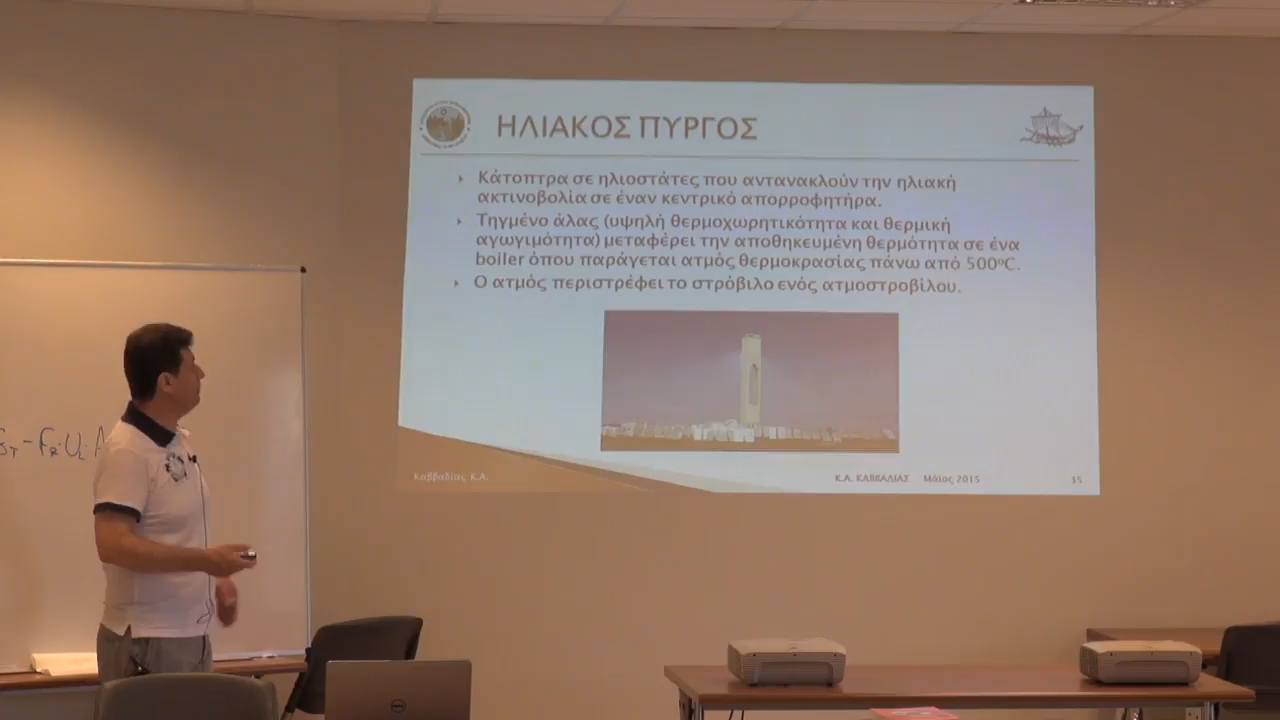 ΗΛΙΑΚΟΣ ΠΥΡΓΟΣ
Κάτοπτρα σε ηλιοστάτες που αντανακλούν την ηλιακή
ακτινοβολία σε έναν κεντρικό απορροφητήρα.
Τηγμένο άλας (υψηλή θερμοχωρητικότητα και θερμική
αγωγιμότητα) μεταφέρει την αποθηκευμένη θερμότητα σε ένα
boiler όπου παράγεται ατμός θερμοκρασίας πάνω από 500ºC.
Ο ατμός περιστρέφει το στρόβιλο ενός ατμοστροβίλου.
Καββαδίας Κ.Α.
Κ.Α. ΚΑΒΒΑΔΙΑΣ Μάϊος 2015
DELL